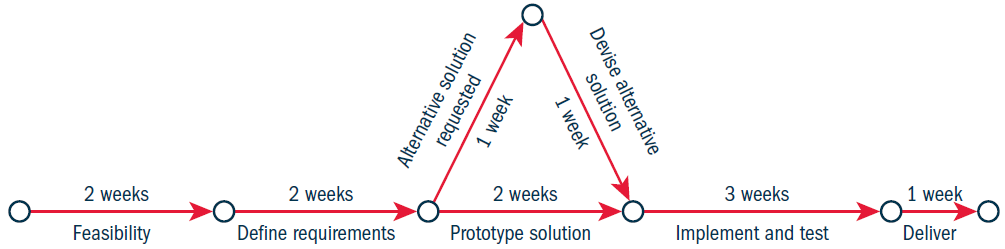 Alternative solution
requested
1 week
Devise alternative
solution
1 week
2 weeks
2 weeks
2 weeks
3 weeks
1 week
Feasibility
Define requirements
Prototype solution
Implement and test
Deliver